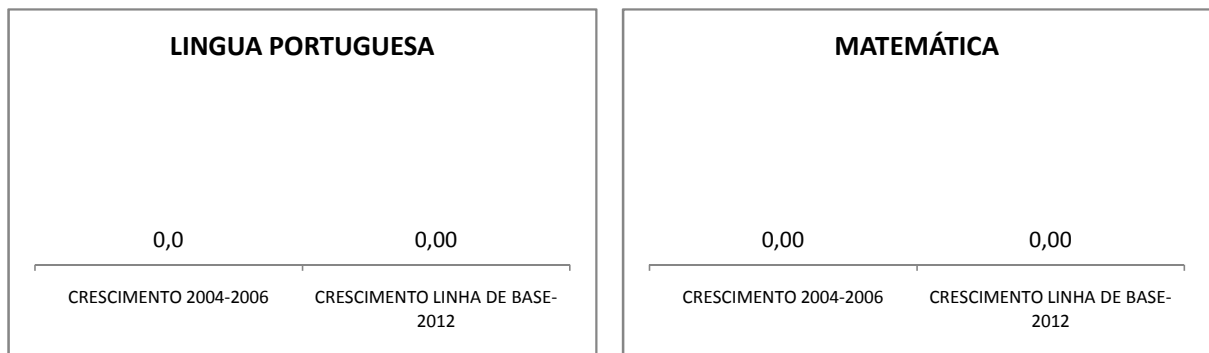 LINGUA PORTUGUESA
0,0
0,00
CRESCIMENTO 2004-2006
CRESCIMENTO LINHA DE BASE-
2012
MATEMÁTICA
0,00
0,00
CRESCIMENTO 2004-2006
CRESCIMENTO LINHA DE BASE-
2012